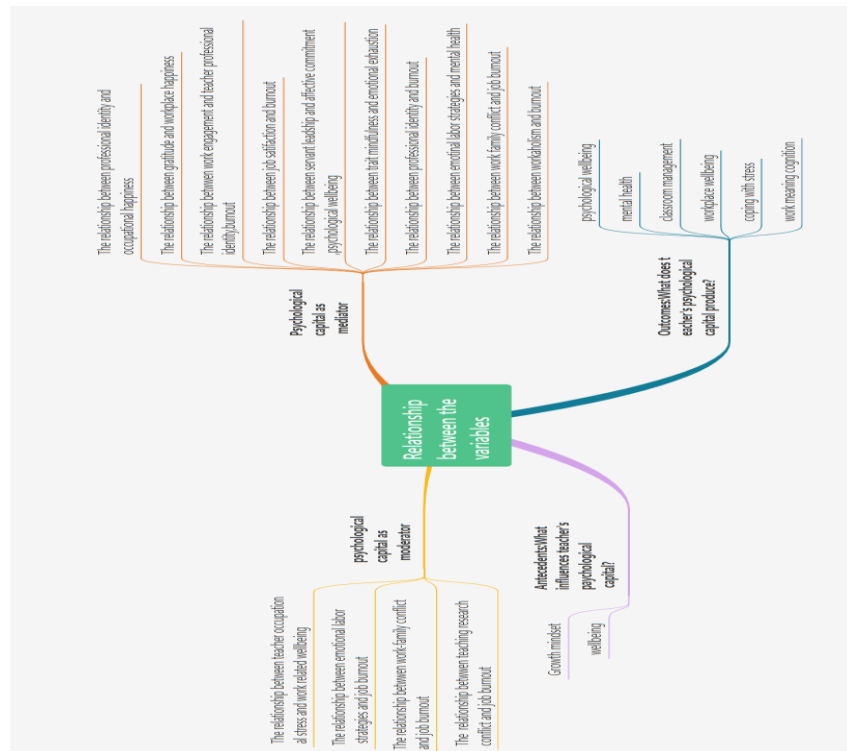 Relationship
between the
variables
Psychological
capital as
mediator
The relationship between professional identity and
occupational happiness
The relationship between gratitude and workplace happiness
The relationship between work engagement and teacher professional
identity,burnout
The relationship between job satifaction and burnout
The relationship between servant leadship and affective commitment
,psychological wellbeing
The relationship between trait mindfulness and emotional exhaustion
The relationship between professional identity and burnout
The relationship between emotinal labor strategies and mental health
The relationship between work family conflict and job burnout
The relationship between workaholism and burnout
Outcomes:What does t
eacher's psychological
capital produce?
psychological wellbeing
mental health
classroom management
workplace wellbeing
coping with stress
work meaning cognition
psychological
capital as
moderator
The relationship between teacher occupation
al stress and work related wellbeing
The relationship between emotional labor
strategies and job burnout
The relationship betwwen work-family conflict
and job burnout
The relationship betwwen teaching research
conflict and job burnout
Antecedents:What
influences teacher's
paychological
capital?
Growth mindset
wellbeing